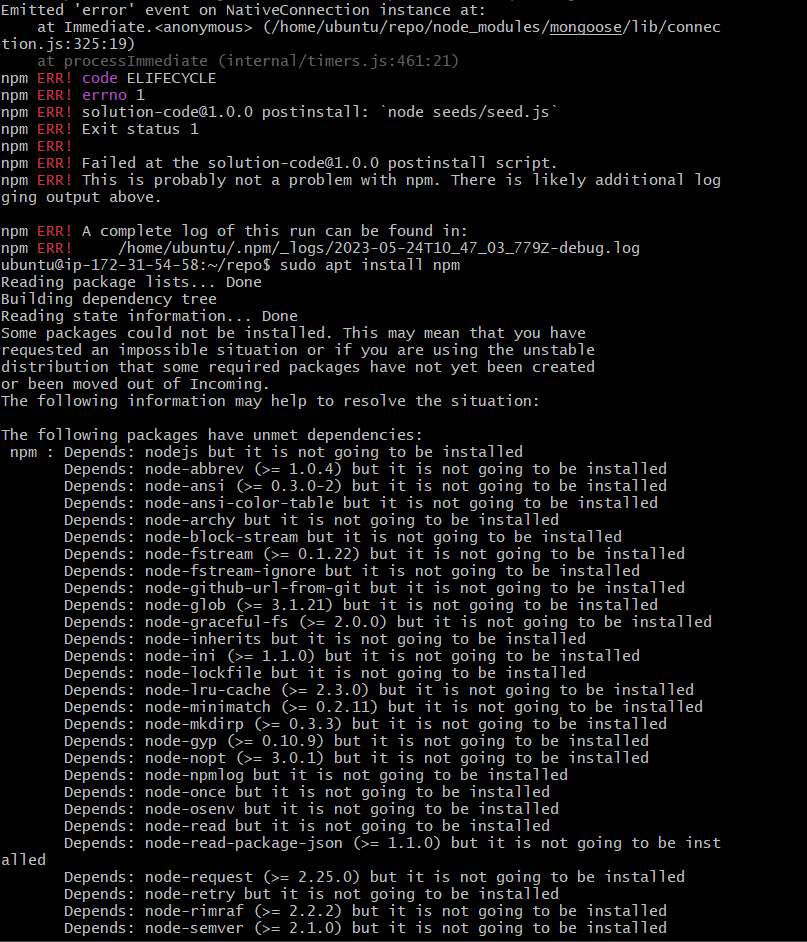 Emitted 'error' event on NativeConnection instance at:
    at Immediate.<anonymous> (/home/ubuntu/repo/node_modules/mongoose/lib/connec
tion.js:325:19)
    at processImmediate (internal/timers.js:461:21)
npm ERR! code ELIFECYCLE
npm ERR! errno 1
npm ERR! solution-code@1.0.0 postinstall: `node seeds/seed.js`
npm ERR! Exit status 1
npm ERR!
npm ERR! Failed at the solution-code@1.0.0 postinstall script.
npm ERR! This is probably not a problem with npm. There is likely additional log
ging output above.

npm ERR! A complete log of this run can be found in:
npm ERR!     /home/ubuntu/.npm/_logs/2023-05-24T10_47_03_779Z-debug.log
ubuntu@ip-172-31-54-58:~/repo$ sudo apt install npm
Reading package lists... Done
Building dependency tree
Reading state information... Done
Some packages could not be installed. This may mean that you have
requested an impossible situation or if you are using the unstable
distribution that some required packages have not yet been created
or been moved out of Incoming.
The following information may help to resolve the situation:

The following packages have unmet dependencies:
 npm : Depends: nodejs but it is not going to be installed
       Depends: node-abbrev (>= 1.0.4) but it is not going to be installed
       Depends: node-ansi (>= 0.3.0-2) but it is not going to be installed
       Depends: node-ansi-color-table but it is not going to be installed
       Depends: node-archy but it is not going to be installed
       Depends: node-block-stream but it is not going to be installed
       Depends: node-fstream (>= 0.1.22) but it is not going to be installed
       Depends: node-fstream-ignore but it is not going to be installed
       Depends: node-github-url-from-git but it is not going to be installed
       Depends: node-glob (>= 3.1.21) but it is not going to be installed
       Depends: node-graceful-fs (>= 2.0.0) but it is not going to be installed
       Depends: node-inherits but it is not going to be installed
       Depends: node-ini (>= 1.1.0) but it is not going to be installed
       Depends: node-lockfile but it is not going to be installed
       Depends: node-lru-cache (>= 2.3.0) but it is not going to be installed
       Depends: node-minimatch (>= 0.2.11) but it is not going to be installed
       Depends: node-mkdirp (>= 0.3.3) but it is not going to be installed
       Depends: node-gyp (>= 0.10.9) but it is not going to be installed
       Depends: node-nopt (>= 3.0.1) but it is not going to be installed
       Depends: node-npmlog but it is not going to be installed
       Depends: node-once but it is not going to be installed
       Depends: node-osenv but it is not going to be installed
       Depends: node-read but it is not going to be installed
       Depends: node-read-package-json (>= 1.1.0) but it is not going to be inst
alled
       Depends: node-request (>= 2.25.0) but it is not going to be installed
       Depends: node-retry but it is not going to be installed
       Depends: node-rimraf (>= 2.2.2) but it is not going to be installed
       Depends: node-semver (>= 2.1.0) but it is not going to be installed